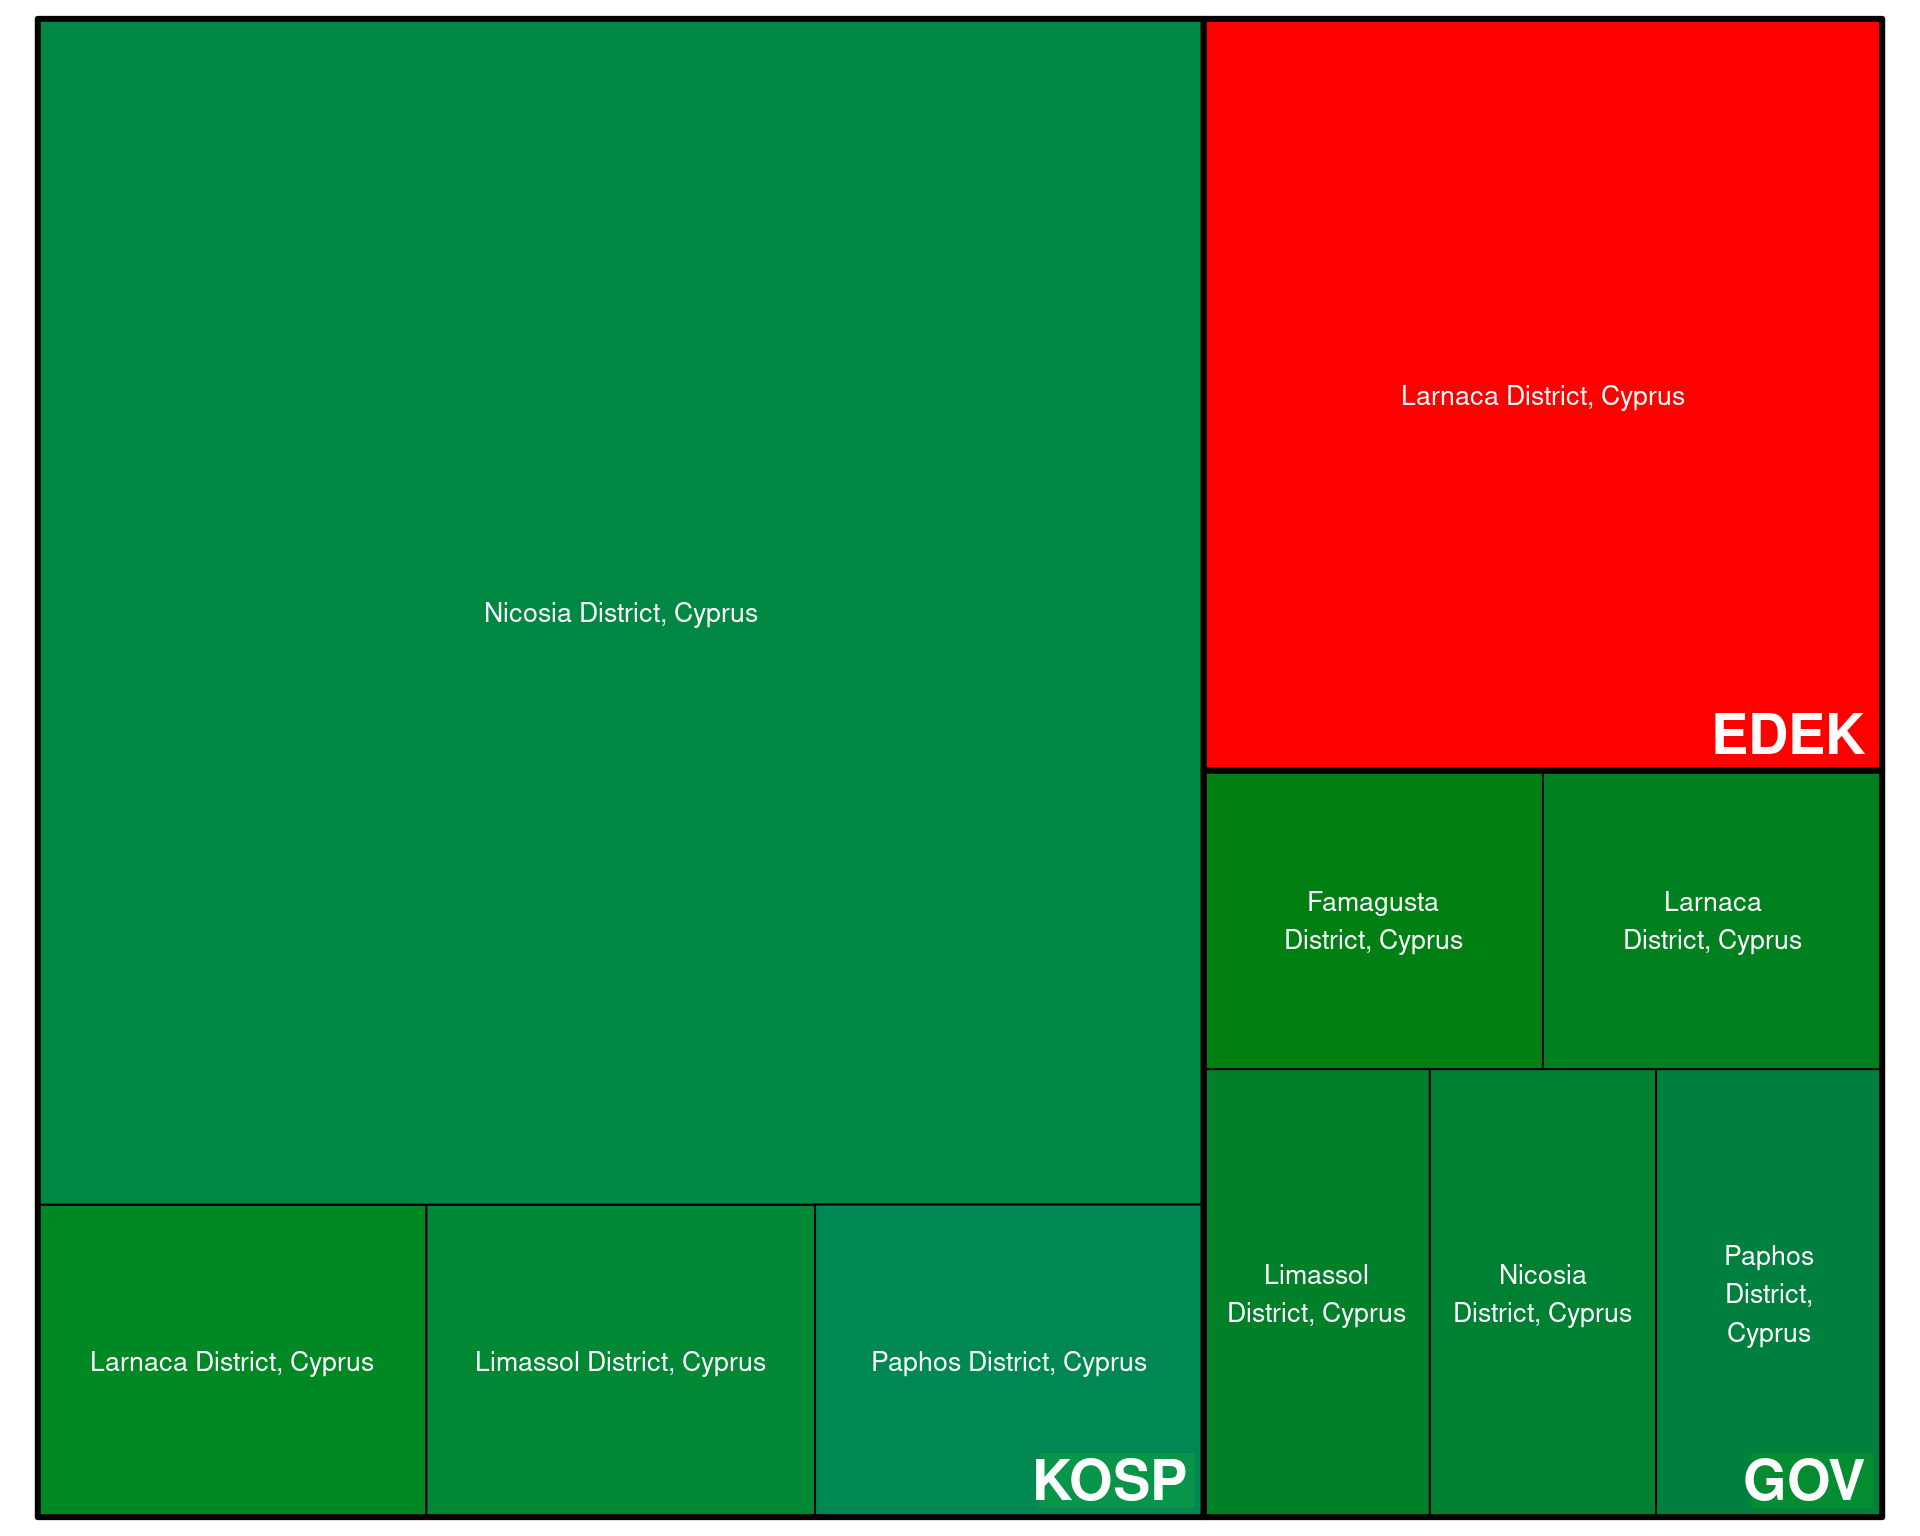 Nicosia District, Cyprus
Larnaca District, Cyprus
Limassol District, Cyprus
Paphos District, Cyprus
KOSP
Larnaca District, Cyprus
EDEK
Famagusta
District, Cyprus
Larnaca
District, Cyprus
Limassol
District, Cyprus
Nicosia
District, Cyprus
Paphos
District,
Cyprus
GOV